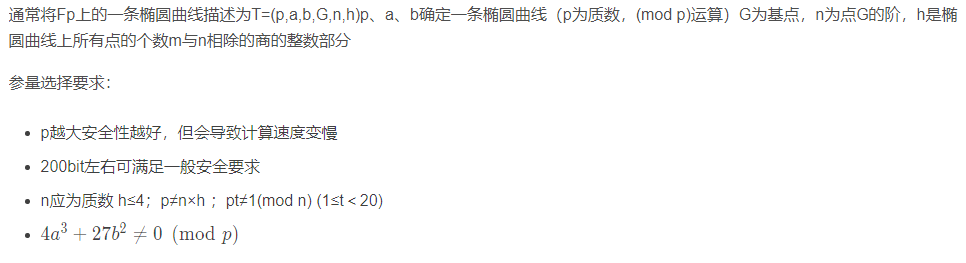 通常将Fp上的一条椭圆曲线描述为T=(p,a,b,G,n,h)p、a、b确定一条椭圆曲线（p为质数，(mod p)运算）G为基点，n为点G的阶，h是椭
圆曲线上所有点的个数m与n相除的商的整数部分
参量选择要求：
• p越大安全性越好，但会导致计算速度变慢
• 200bit左右可满足一般安全要求
• n应为质数 h≤4；p≠n×h ；pt≠1(mod n) (1≤t＜20)
• 4a³ + 27b² ≠ 0 (mod p)